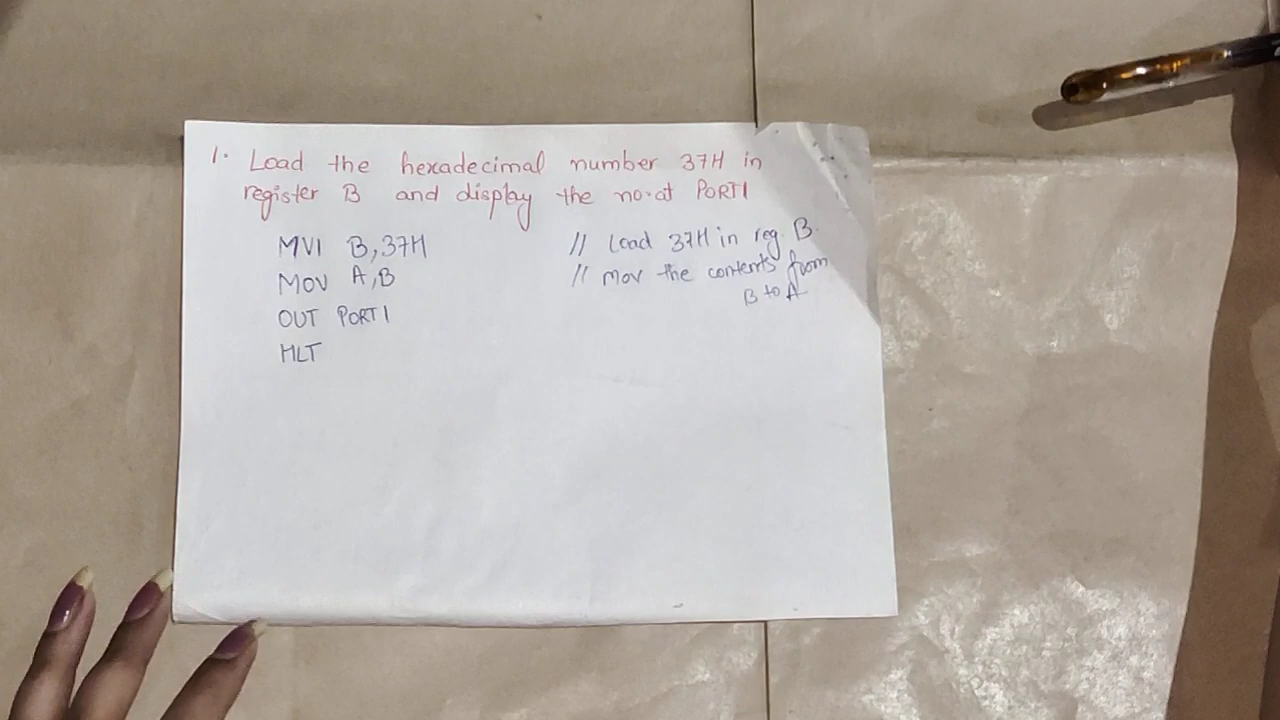 1. Load the hexadecimal number 37H in
register B and display the no. at PORT1
MVI B,37H // Load 37H in reg. B.
MOV A,B // mov the contents from
B to A
OUT PORT1
HLT